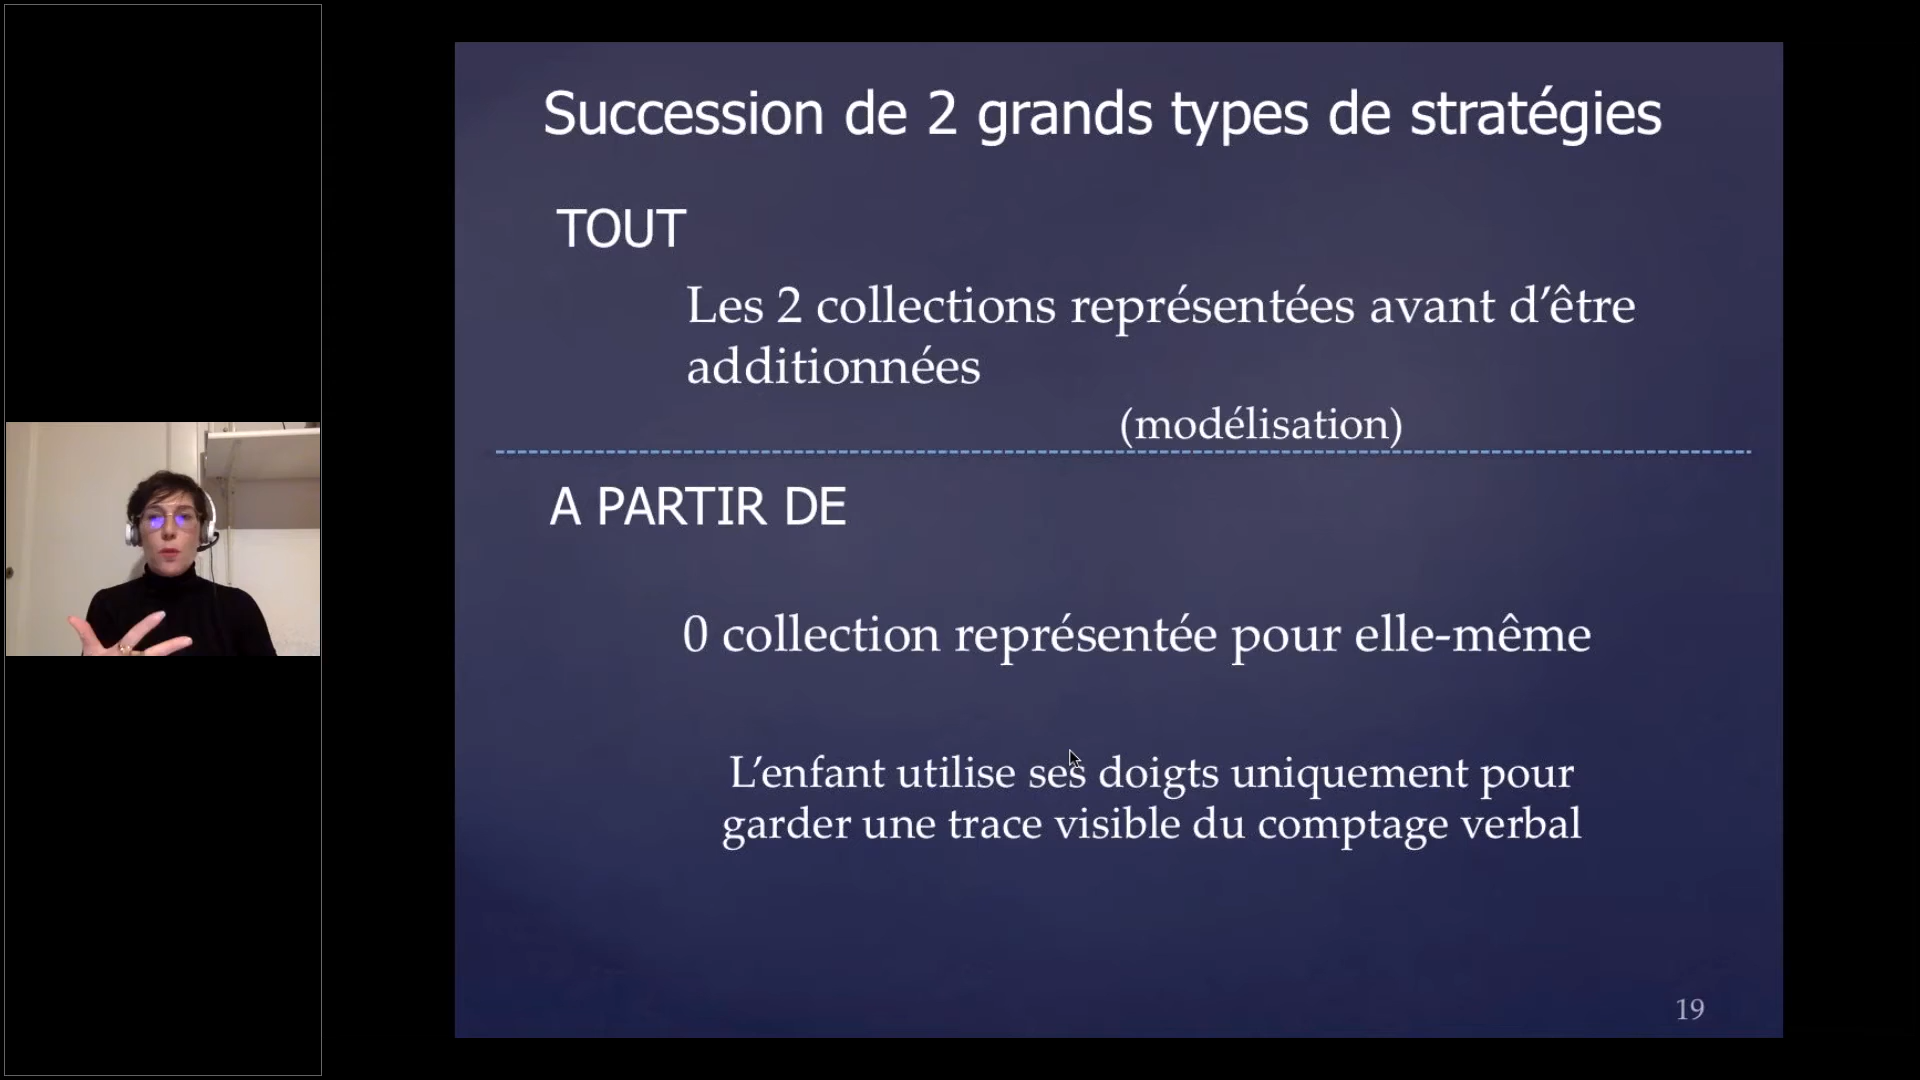 Succession de 2 grands types de stratégies
TOUT
Les 2 collections représentées avant d’être
additionnées
(modélisation)
A PARTIR DE
0 collection représentée pour elle-même
L’enfant utilise ses doigts uniquement pour
garder une trace visible du comptage verbal
19